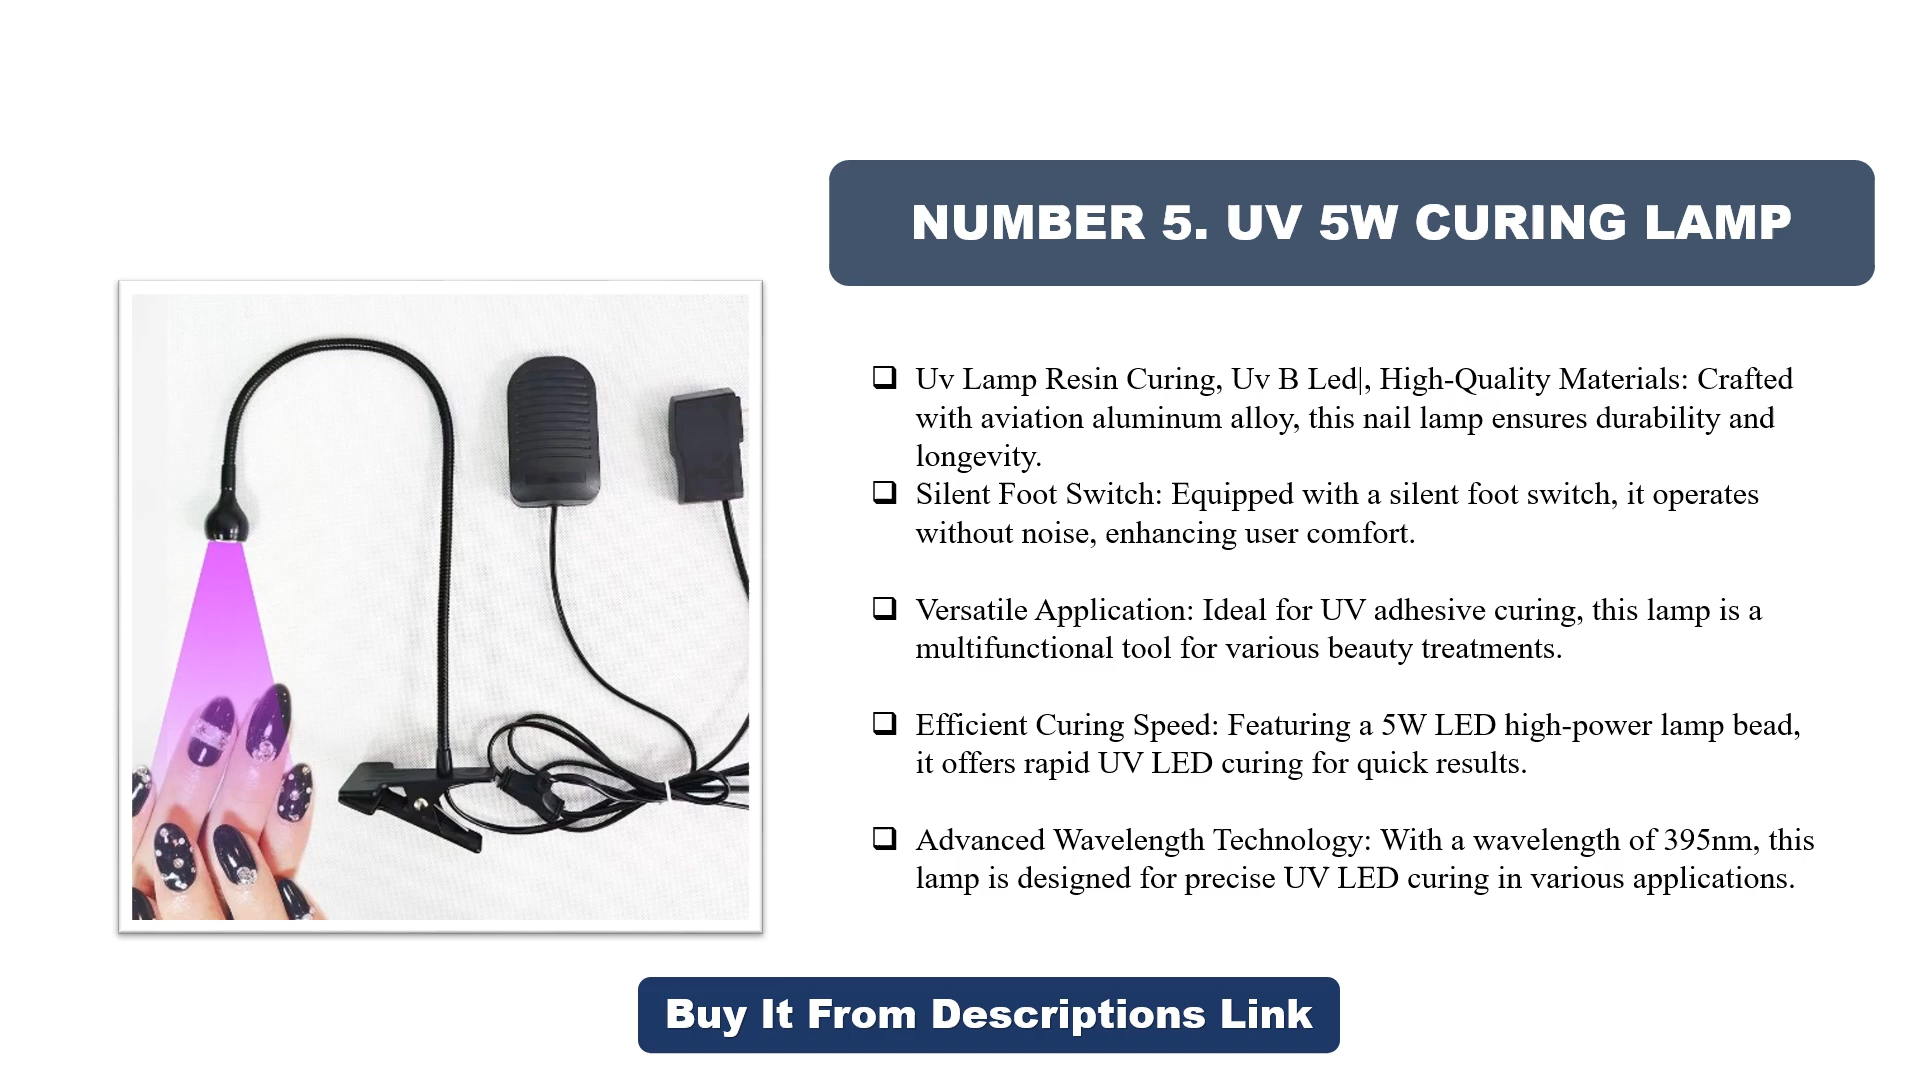 NUMBER 5. UV 5W CURING LAMP
Uv Lamp Resin Curing, Uv B Led|, High-Quality Materials: Crafted
with aviation aluminum alloy, this nail lamp ensures durability and
longevity.
Silent Foot Switch: Equipped with a silent foot switch, it operates
without noise, enhancing user comfort.
Versatile Application: Ideal for UV adhesive curing, this lamp is a
multifunctional tool for various beauty treatments.
Efficient Curing Speed: Featuring a 5W LED high-power lamp bead,
it offers rapid UV LED curing for quick results.
Advanced Wavelength Technology: With a wavelength of 395nm, this
lamp is designed for precise UV LED curing in various applications.
Buy It From Descriptions Link